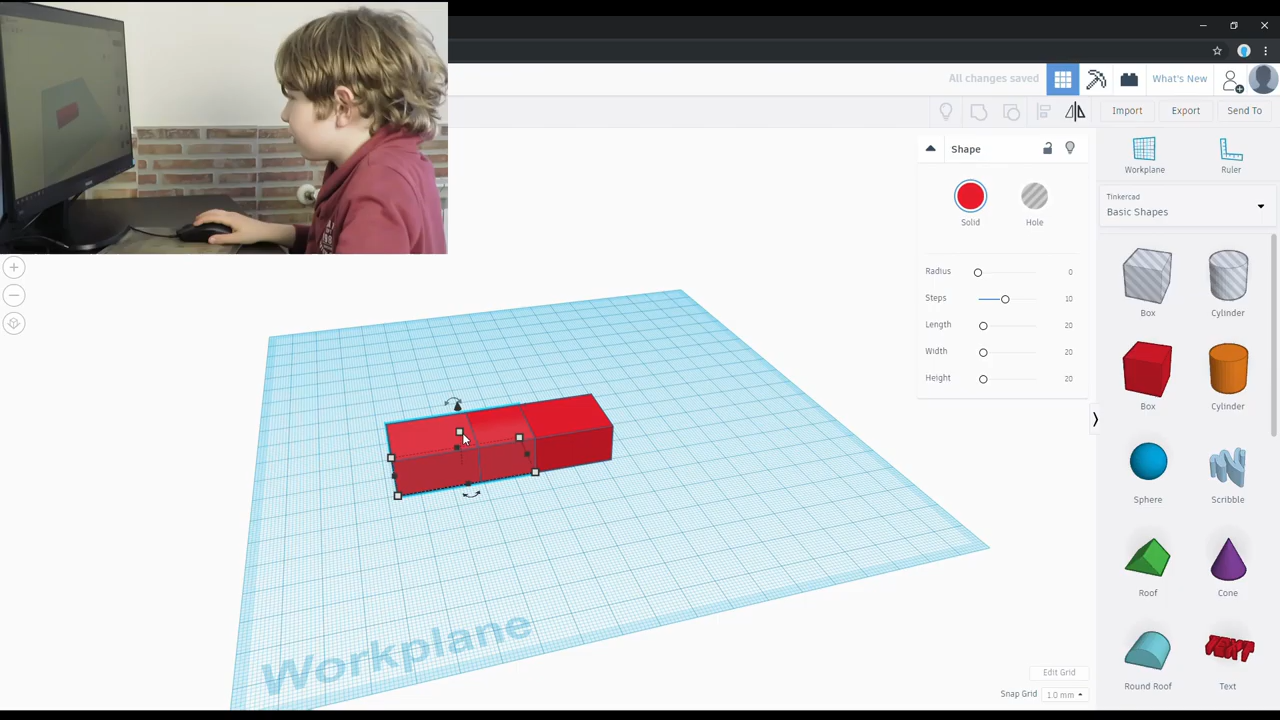 All changes saved
What's New
Import
Export
Send To
Shape
Workplane
Ruler
Tinkercad
Basic Shapes
Solid
Hole
Radius 0
Steps 10
Length 20
Width 20
Height 20
Box
Cylinder
Box
Cylinder
Sphere
Scribble
Roof
Cone
Round Roof
Text
TEXT
Workplane
Edit Grid
Snap Grid 1.0 mm